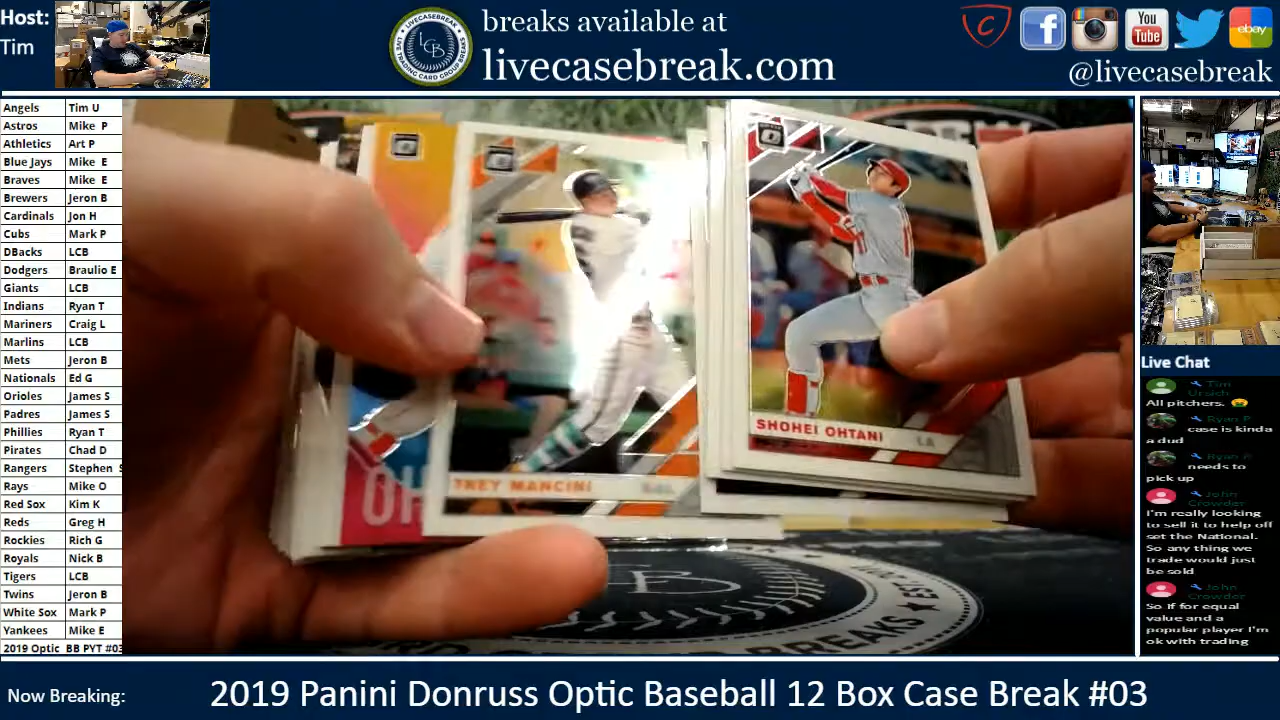 Host:
Tim
breaks available at
livecasebreak.com
@livecasebreak
LCB
You
Tube
ebay
Angels Tim U
Astros Mike P
Athletics Art P
Blue Jays Mike E
Braves Mike E
Brewers Jeron B
Cardinals Jon H
Cubs Mark P
DBacks LCB
Dodgers Braulio E
Giants LCB
Indians Ryan T
Mariners Craig L
Marlins LCB
Mets Jeron B
Nationals Ed G
Orioles James S
Padres James S
Phillies Ryan T
Pirates Chad D
Rangers Stephen S
Rays Mike O
Red Sox Kim K
Reds Greg H
Rockies Rich G
Royals Nick B
Tigers LCB
Twins Jeron B
White Sox Mark P
Yankees Mike E
2019 Optic BB PYT #03
SHOHEI OHTANI LA
TREY MANCINI
OH
BREAKS
Live Chat
Tim
All pitchers.
Ryan P
case is kinda
a dud
Ryan P
needs to
pick up
John
Crowder
I'm really looking
to sell it to help off
set the National.
So any thing we
trade would just
be sold
John
Crowder
So if for equal
value and a
popular player I'm
ok with trading
Now Breaking:
2019 Panini Donruss Optic Baseball 12 Box Case Break #03